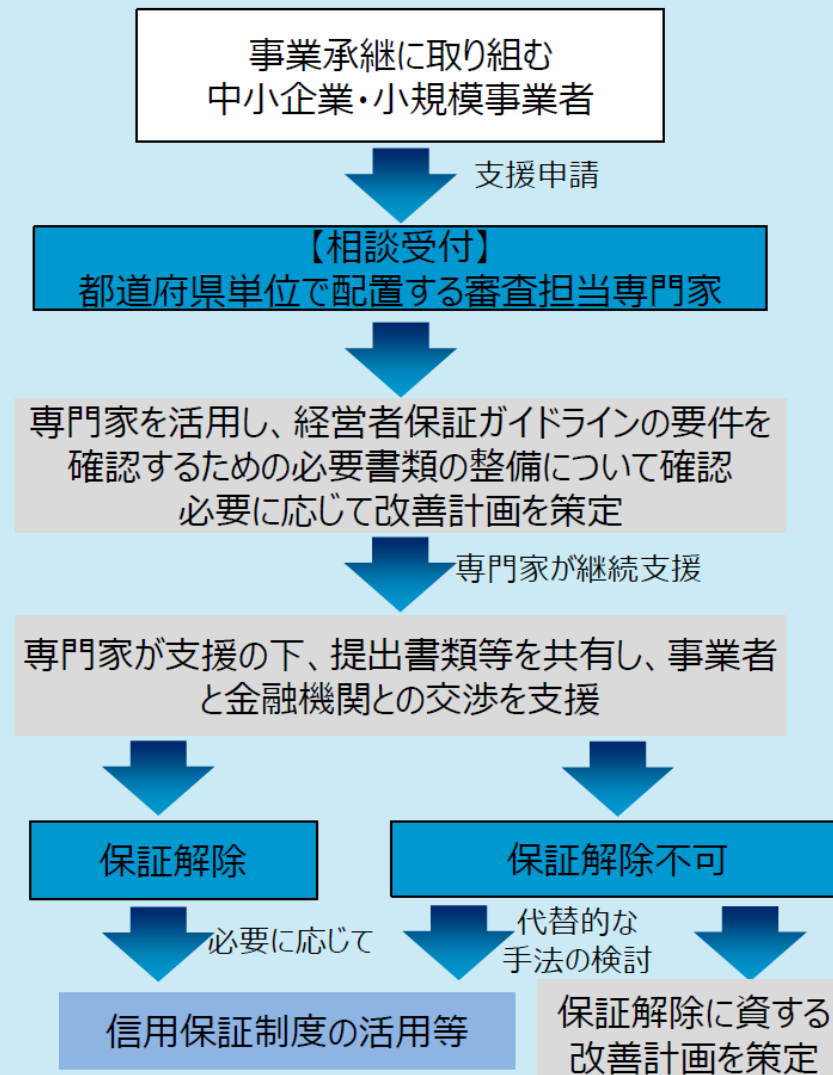 事業承継に取り組む
中小企業・小規模事業者
支援申請
【相談受付】
都道府県単位で配置する審査担当専門家
専門家を活用し、経営者保証ガイドラインの要件を
確認するための必要書類の整備について確認
必要に応じて改善計画を策定
専門家が継続支援
専門家が支援の下、提出書類等を共有し、事業者
と金融機関との交渉を支援
保証解除
保証解除不可
必要に応じて
代替的な
手法の検討
信用保証制度の活用等
保証解除に資する
改善計画を策定